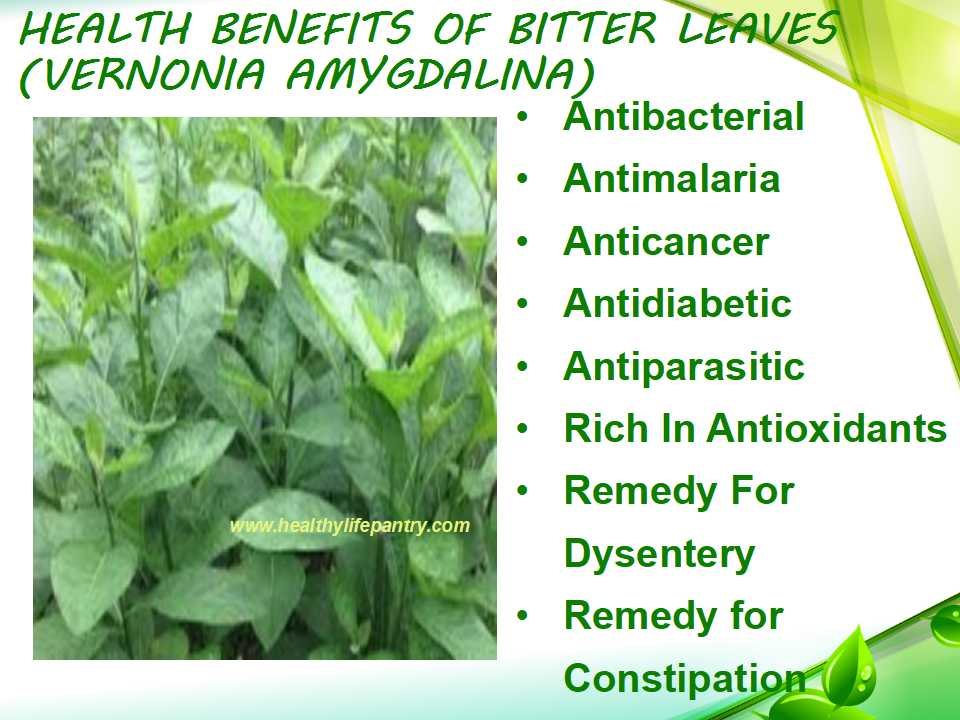 HEALTH BENEFITS OF BITTER LEAVES
(VERNONIA AMYGDALINA)
• Antibacterial
• Antimalaria
• Anticancer
• Antidiabetic
• Antiparasitic
• Rich In Antioxidants
• Remedy For
Dysentery
• Remedy for
Constipation
www.healthylifepantry.com